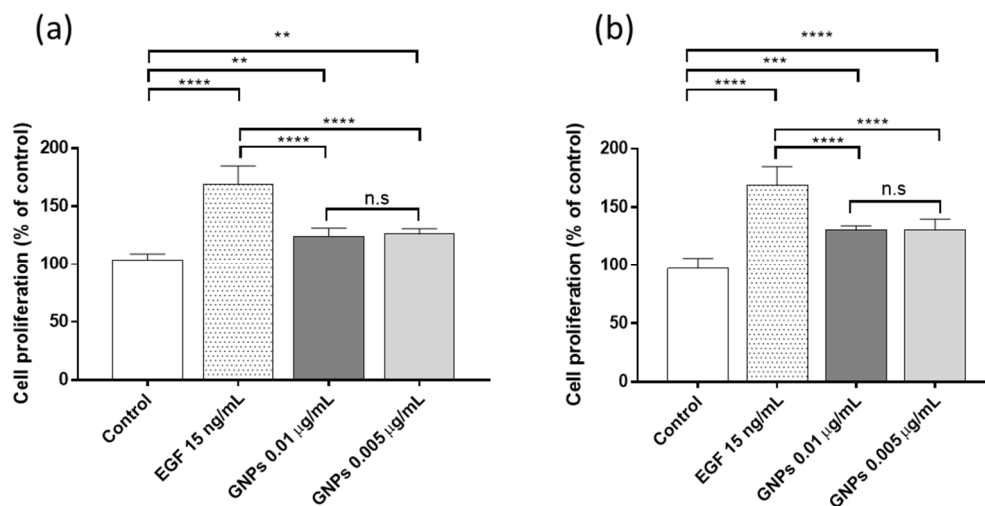 (a)
**
**
****
****
****
n.s
Cell proliferation (% of control)
200
150
100
50
0
Control
EGF 15 ng/mL
GNPs 0.01 μg/mL
GNPs 0.005 μg/mL
(b)
****
***
****
****
****
n.s
Cell proliferation (% of control)
200
150
100
50
0
Control
EGF 15 ng/mL
GNPs 0.01 μg/mL
GNPs 0.005 μg/mL